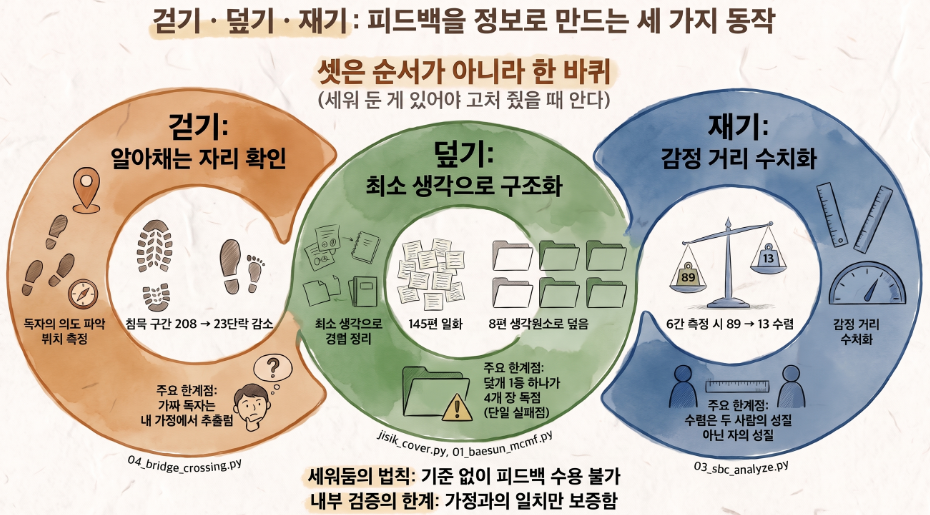 걷기 · 덮기 · 재기: 피드백을 정보로 만드는 세 가지 동작
셋은 순서가 아니라 한 바퀴
(세워 둔 게 있어야 고쳐 줬을 때 안다)
걷기:
알아채는 자리 확인
독자의 의도 파악
뷔치 측정
침묵 구간 208 → 23단락 감소
?
주요 한계점:
가짜 독자는
내 가정에서 추출됨
04_bridge_crossing.py
덮기:
최소 생각으로 구조화
최소 생각으로
경법 정리
145편 일화
8편 생각원소로 덮음
주요 한계점:
덫개 1등 하나가
4개 장 독점
(단일 실패점)
jisik_cover.py, 01_baesun_mcmf.py
재기:
감정 거리 수치화
89
13
6간 측정 시 89 → 13 수렴
감정 거리
수처화
주요 한계점:
수렴은 두 사람의 성질
아닌 자의 성질
03_sbc_analyze.py
세워둠의 법칙: 기준 없이 피드백 수용 불가
내부 검증의 한계: 가정과의 일치만 보증함